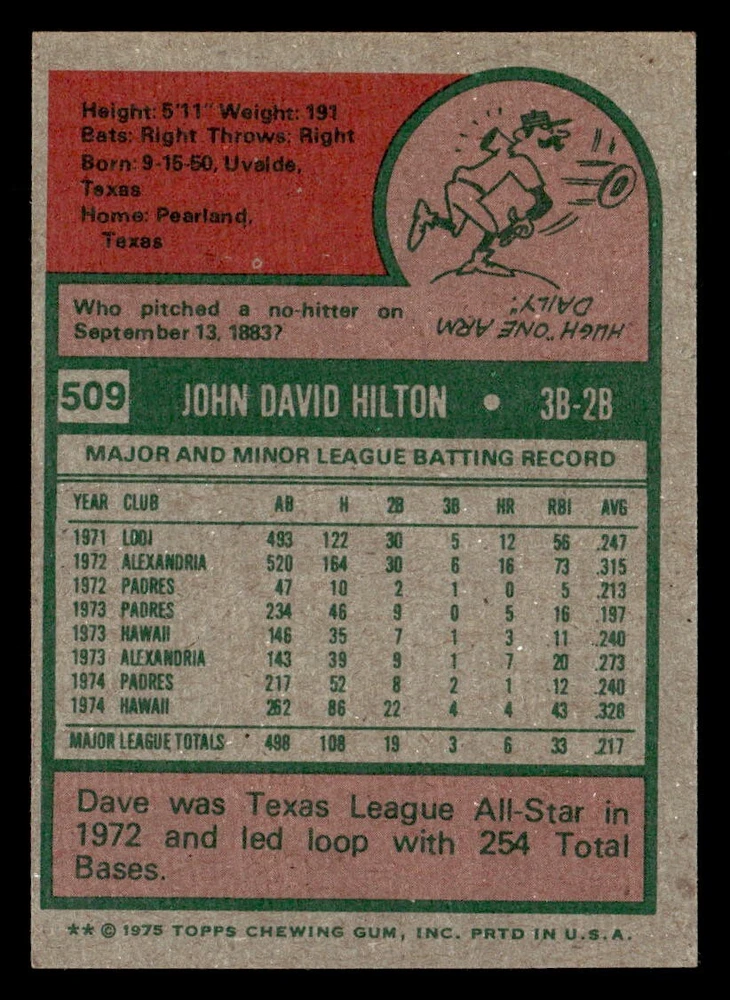 Height: 5'11" Weight: 191
Bats: Right Throws: Right
Born: 9-15-50, Uvalde,
Texas
Home: Pearland,
Texas
Who pitched a no-hitter on
September 13, 1883?
HUGH "ONE ARM
DAILY".
509 JOHN DAVID HILTON • 3B-2B
MAJOR AND MINOR LEAGUE BATTING RECORD
YEAR CLUB AB H 2B 3B HR RBI AVG
1971 LODI 493 122 30 5 12 56 .247
1972 ALEXANDRIA 520 164 30 6 16 73 .315
1972 PADRES 47 10 2 1 0 5 .213
1973 PADRES 234 46 9 0 5 16 .197
1973 HAWAII 146 35 7 1 3 11 .240
1973 ALEXANDRIA 143 39 9 1 7 20 .273
1974 PADRES 217 52 8 2 1 12 .240
1974 HAWAII 262 86 22 4 4 43 .328
MAJOR LEAGUE TOTALS 498 108 19 3 6 33 .217
Dave was Texas League All-Star in
1972 and led loop with 254 Total
Bases.
** © 1975 TOPPS CHEWING GUM, INC. PRTD IN U.S.A.